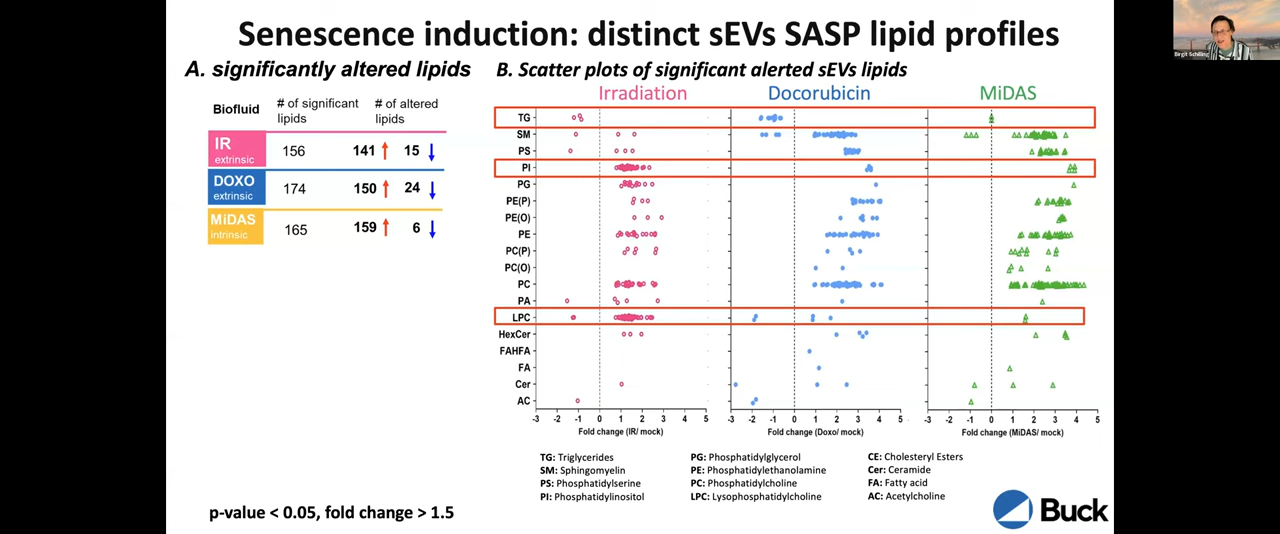 Senescence induction: distinct sEVs SASP lipid profiles
Birgit Schilling
A. significantly altered lipids
Biofluid # of significant lipids # of altered lipids
IR extrinsic 156 141 15
DOXO extrinsic 174 150 24
MiDAS intrinsic 165 159 6
p-value < 0.05, fold change > 1.5
B. Scatter plots of significant alerted sEVs lipids
Irradiation Docorubicin MiDAS
TG
SM
PS
PI
PG
PE(P)
PE(O)
PE
PC(P)
PC(O)
PC
PA
LPC
HexCer
FAHFA
FA
Cer
AC
-3 -2 -1 0 1 2 3 4 5 -3 -2 -1 0 1 2 3 4 5 -3 -2 -1 0 1 2 3 4 5
Fold change (IR/ mock) Fold change (Doxo/ mock) Fold change (MiDAS/ mock)
TG: Triglycerides
SM: Sphingomyelin
PS: Phosphatidylserine
PI: Phosphatidylinositol
PG: Phosphatidylglycerol
PE: Phosphatidylethanolamine
PC: Phosphatidylcholine
LPC: Lysophosphatidylcholine
CE: Cholesteryl Esters
Cer: Ceramide
FA: Fatty acid
AC: Acetylcholine
Buck